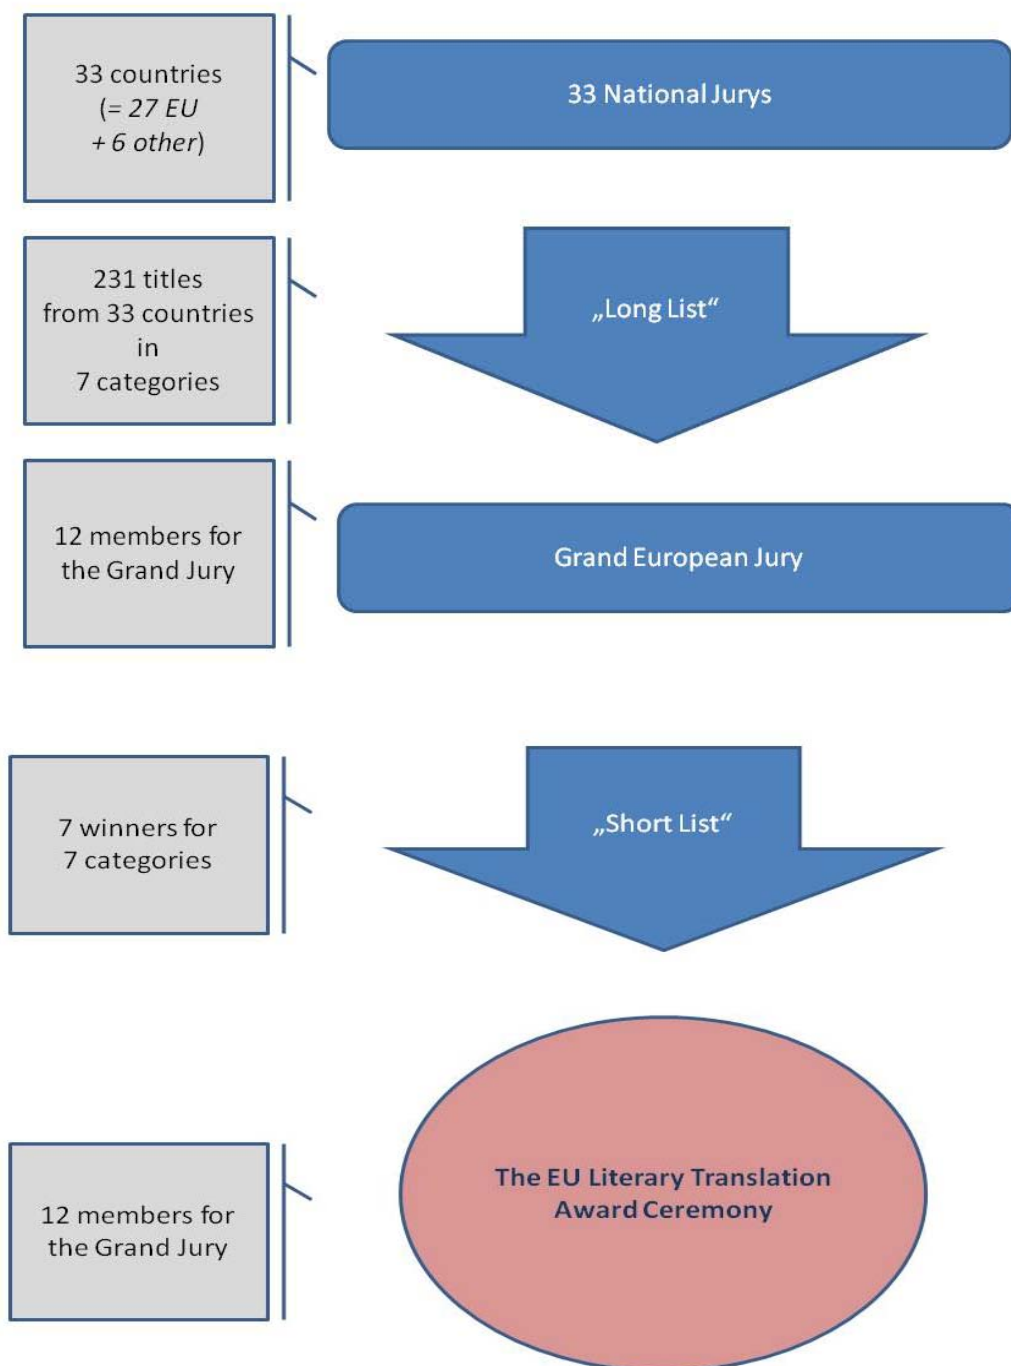 33 countries
(= 27 EU
+ 6 other)
33 National Jurys
231 titles
from 33 countries
in
7 categories
„Long List“
12 members for
the Grand Jury
Grand European Jury
7 winners for
7 categories
„Short List“
12 members for
the Grand Jury
The EU Literary Translation
Award Ceremony